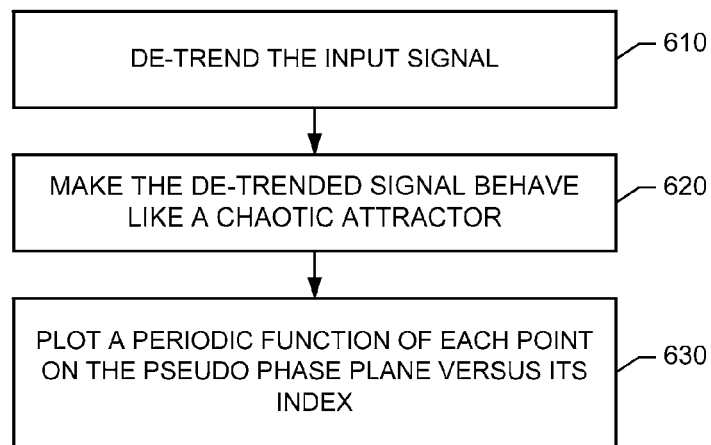 DE-TREND THE INPUT SIGNAL
610
MAKE THE DE-TRENDED SIGNAL BEHAVE
LIKE A CHAOTIC ATTRACTOR
620
PLOT A PERIODIC FUNCTION OF EACH POINT
ON THE PSEUDO PHASE PLANE VERSUS ITS
INDEX
630